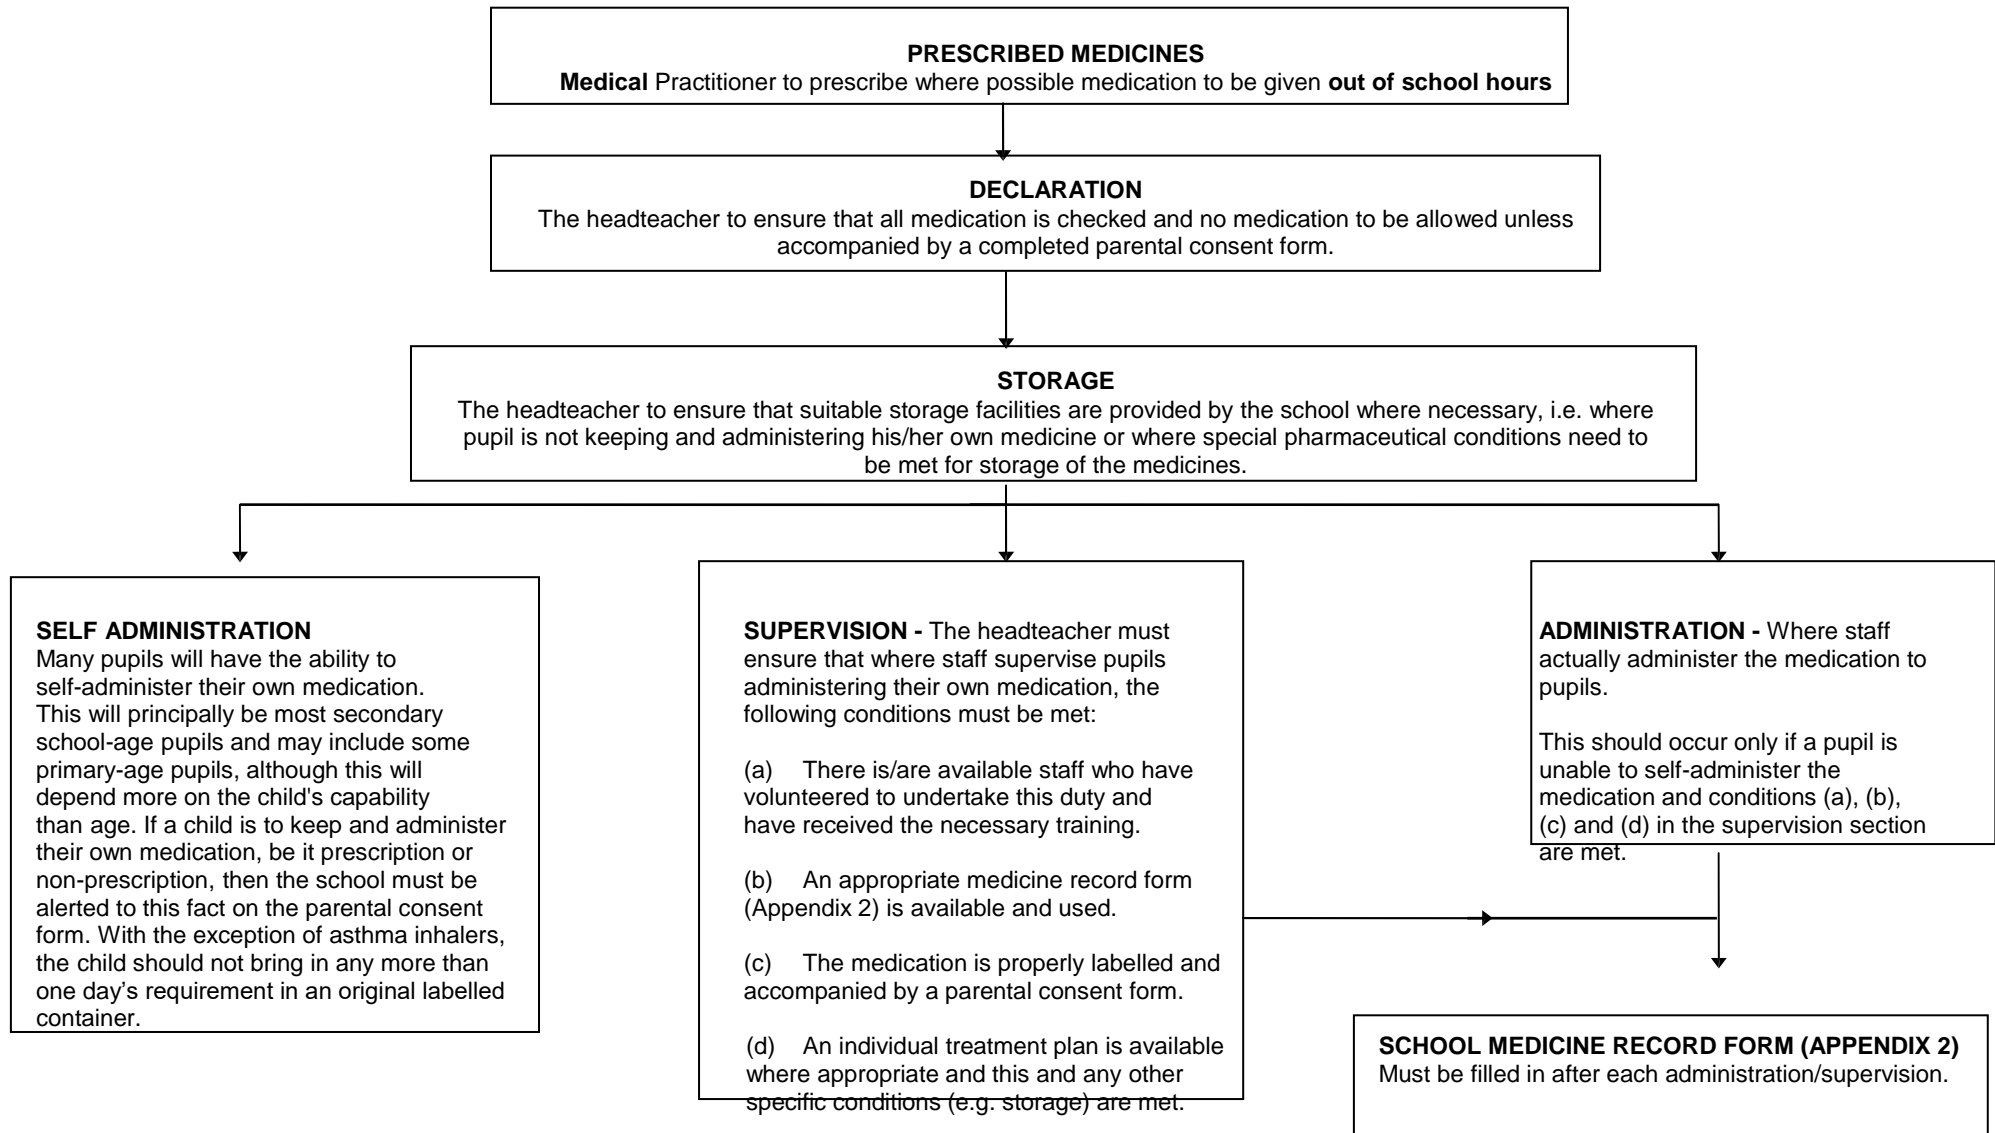 PRESCRIBED MEDICINES
Medical Practitioner to prescribe where possible medication to be given out of school hours
DECLARATION
The headteacher to ensure that all medication is checked and no medication to be allowed unless
accompanied by a completed parental consent form.
STORAGE
The headteacher to ensure that suitable storage facilities are provided by the school where necessary, i.e. where
pupil is not keeping and administering his/her own medicine or where special pharmaceutical conditions need to
be met for storage of the medicines.
SELF ADMINISTRATION
Many pupils will have the ability to
self-administer their own medication.
This will principally be most secondary
school-age pupils and may include some
primary-age pupils, although this will
depend more on the child's capability
than age. If a child is to keep and administer
their own medication, be it prescription or
non-prescription, then the school must be
alerted to this fact on the parental consent
form. With the exception of asthma inhalers,
the child should not bring in any more than
one day’s requirement in an original labelled
container.
SUPERVISION - The headteacher must
ensure that where staff supervise pupils
administering their own medication, the
following conditions must be met:
(a) There is/are available staff who have
volunteered to undertake this duty and
have received the necessary training.
(b) An appropriate medicine record form
(Appendix 2) is available and used.
(c) The medication is properly labelled and
accompanied by a parental consent form.
(d) An individual treatment plan is available
where appropriate and this and any other
specific conditions (e.g. storage) are met.
ADMINISTRATION - Where staff
actually administer the medication to
pupils.
This should occur only if a pupil is
unable to self-administer the
medication and conditions (a), (b),
(c) and (d) in the supervision section
are met.
SCHOOL MEDICINE RECORD FORM (APPENDIX 2)
Must be filled in after each administration/supervision.